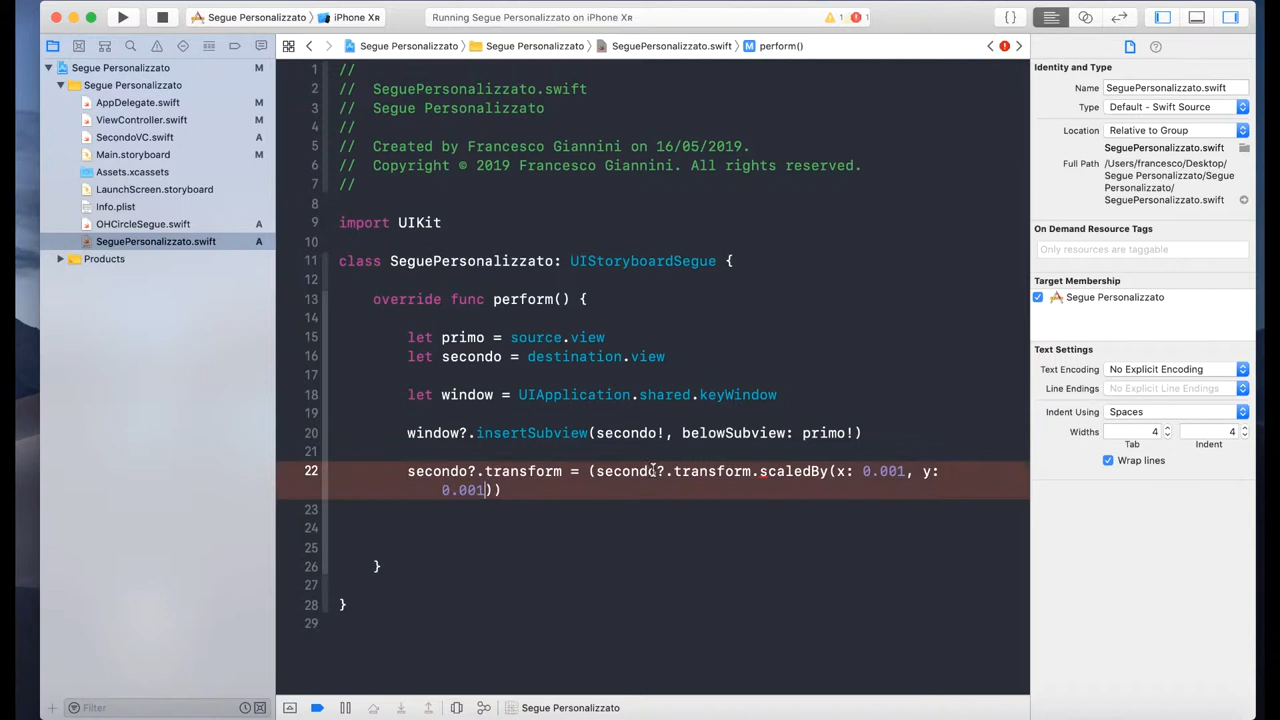 Segue Personalizzato
iPhone Xʀ
Running Segue Personalizzato on iPhone Xʀ
1
1
{ }
Segue Personalizzato
Segue Personalizzato
SeguePersonalizzato.swift
M
perform()
Segue Personalizzato M
Segue Personalizzato
AppDelegate.swift M
ViewController.swift M
SecondoVC.swift A
Main.storyboard M
Assets.xcassets
LaunchScreen.storyboard
Info.plist
OHCircleSegue.swift A
SeguePersonalizzato.swift A
Products
Filter
1 //
2 // SeguePersonalizzato.swift
3 // Segue Personalizzato
4 //
5 // Created by Francesco Giannini on 16/05/2019.
6 // Copyright © 2019 Francesco Giannini. All rights reserved.
7 //
8
9 import UIKit
10
11 class SeguePersonalizzato: UIStoryboardSegue {
12
13 override func perform() {
14
15 let primo = source.view
16 let secondo = destination.view
17
18 let window = UIApplication.shared.keyWindow
19
20 window?.insertSubview(secondo!, belowSubview: primo!)
21
22 secondo?.transform = (secondo?.transform.scaledBy(x: 0.001, y:
0.001))
23
24
25
26 }
27
28 }
29
Segue Personalizzato
Identity and Type
Name SeguePersonalizzato.swift
Type Default - Swift Source
Location Relative to Group
SeguePersonalizzato.swift
Full Path /Users/francesco/Desktop/
Segue Personalizzato/Segue
Personalizzato/
SeguePersonalizzato.swift
On Demand Resource Tags
Only resources are taggable
Target Membership
Segue Personalizzato
Text Settings
Text Encoding No Explicit Encoding
Line Endings No Explicit Line Endings
Indent Using Spaces
Widths 4 4
Tab Indent
Wrap lines